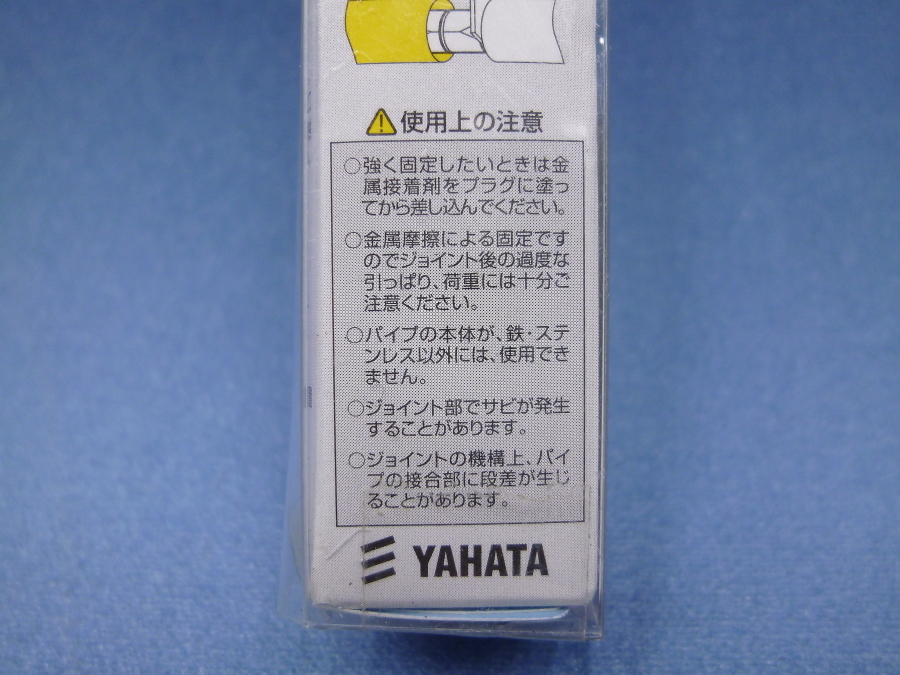 使用上の注意
○強く固定したいときは金
属接着剤をプラグに塗っ
てから差し込んでください。
○金属摩擦による固定です
のでジョイント後の過度な
引っぱり、荷重には十分ご
注意ください。
○パイプの本体が、鉄・ステ
ンレス以外には、使用でき
ません。
○ジョイント部でサビが発生
することがあります。
○ジョイントの機構上、パイ
プの接合部に段差が生じ
ることがあります。
YAHATA